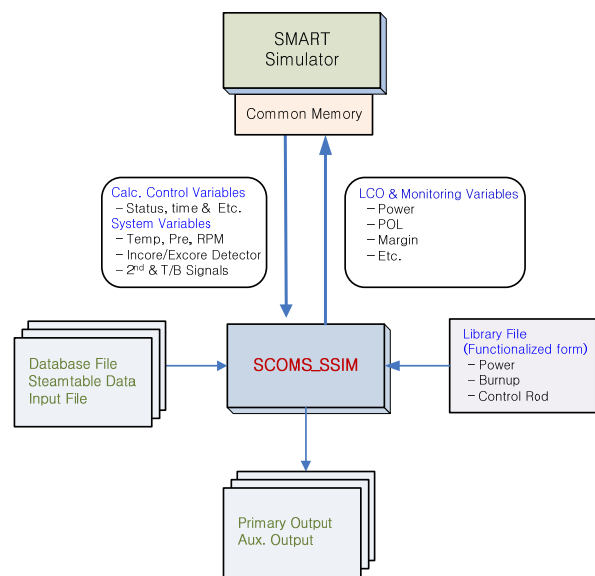 SMART
Simulator
Common Memory
Calc. Control Variables
– Status, time & Etc.
System Variables
– Temp, Pre, RPM
– Incore/Excore Detector
– 2nd & T/B Signals
LCO & Monitoring Variables
– Power
– POL
– Margin
– Etc.
Database File
Steamtable Data
Input File
SCOMS_SSIM
Library File
(Functionalized form)
– Power
– Burnup
– Control Rod
Primary Output
Aux. Output